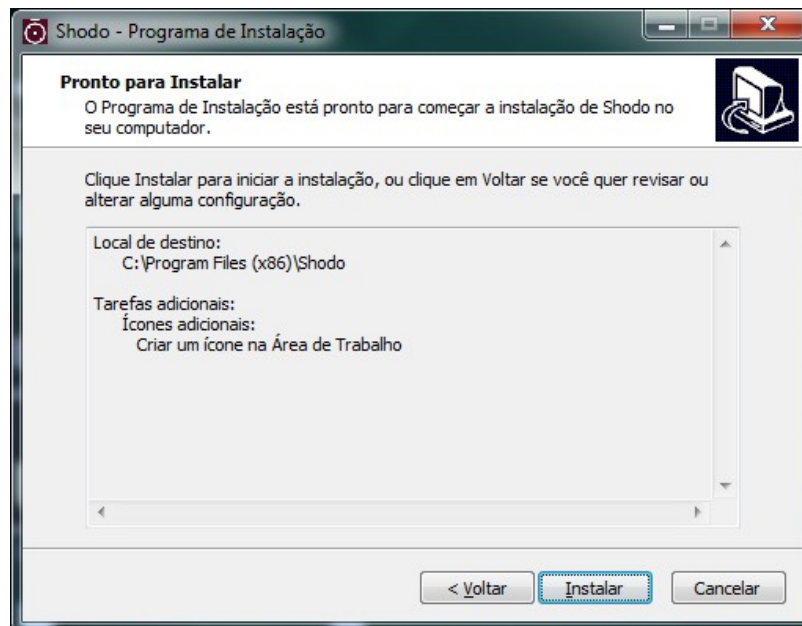 Shodo - Programa de Instalação
Pronto para Instalar
O Programa de Instalação está pronto para começar a instalação de Shodo no
seu computador.
Clique Instalar para iniciar a instalação, ou clique em Voltar se você quer revisar ou
alterar alguma configuração.
Local de destino:
C:\Program Files (x86)\Shodo
Tarefas adicionais:
Ícones adicionais:
Criar um ícone na Área de Trabalho
< Voltar
Instalar
Cancelar